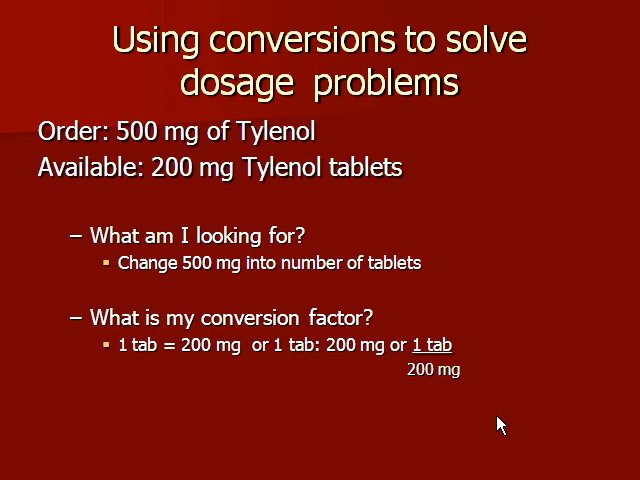 Using conversions to solve
dosage problems
Order: 500 mg of Tylenol
Available: 200 mg Tylenol tablets
– What am I looking for?
▪ Change 500 mg into number of tablets
– What is my conversion factor?
▪ 1 tab = 200 mg or 1 tab: 200 mg or 1 tab
200 mg